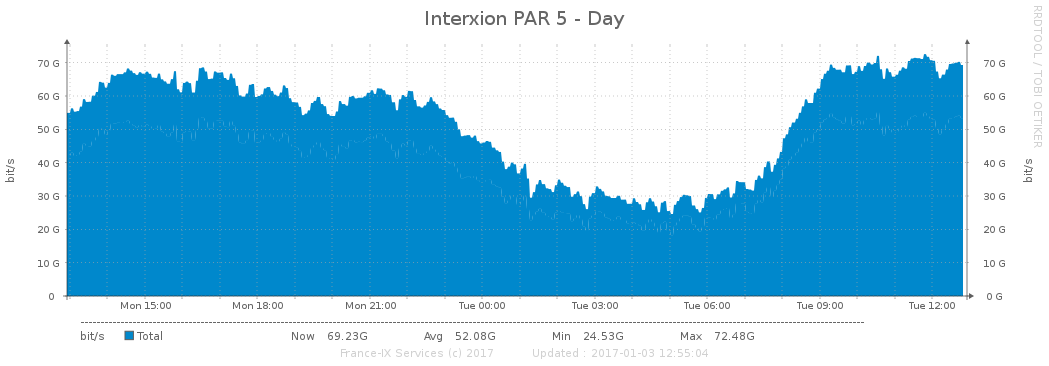 Interxion PAR 5 - Day
RRDTOOL / TOBI OETIKER
bit/s
70 G
60 G
50 G
40 G
30 G
20 G
10 G
0
70 G
60 G
50 G
40 G
30 G
20 G
10 G
0 G
bit/s
Mon 15:00 Mon 18:00 Mon 21:00 Tue 00:00 Tue 03:00 Tue 06:00 Tue 09:00 Tue 12:00
bit/s Total Now 69.23G Avg 52.08G Min 24.53G Max 72.48G
France-IX Services (c) 2017 Updated : 2017-01-03 12:55:04